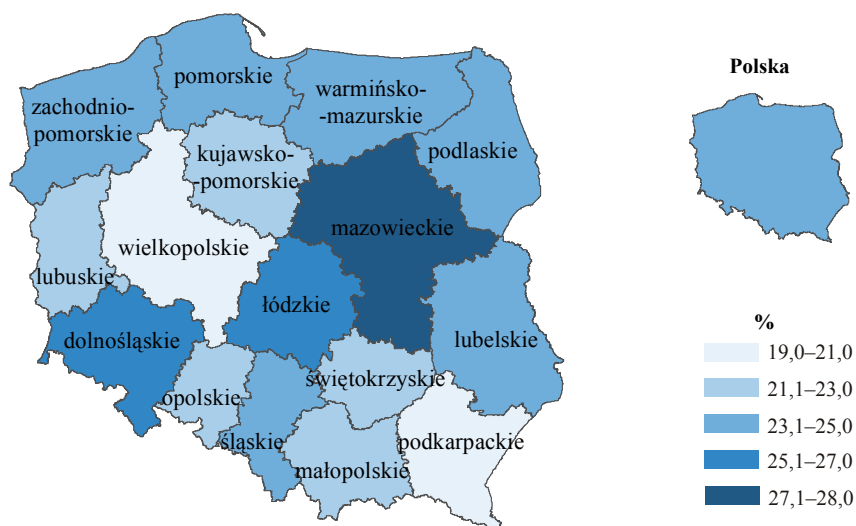 pomorskie
Polska
zachodnio-
-pomorskie
warmińsko-
-mazurskie
kujawsko-
-pomorskie
podlaskie
mazowieckie
wielkopolskie
lubuskie
łódzkie
dolnośląskie
lubelskie
%
19,0–21,0
świętokrzyskie
21,1–23,0
opolskie
23,1–25,0
śląskie
podkarpackie
25,1–27,0
małopolskie
27,1–28,0